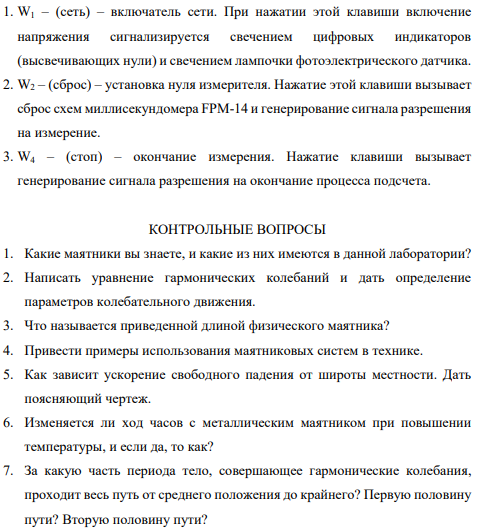 1. W₁ – (сеть) – включатель сети. При нажатии этой клавиши включение
напряжения сигнализируется свечением цифровых индикаторов
(высвечивающих нули) и свечением лампочки фотоэлектрического датчика.
2. W₂ – (сброс) – установка нуля измерителя. Нажатие этой клавиши вызывает
сброс схем миллисекундомера FPM-14 и генерирование сигнала разрешения
на измерение.
3. W₄ – (стоп) – окончание измерения. Нажатие клавиши вызывает
генерирование сигнала разрешения на окончание процесса подсчета.
КОНТРОЛЬНЫЕ ВОПРОСЫ
1. Какие маятники вы знаете, и какие из них имеются в данной лаборатории?
2. Написать уравнение гармонических колебаний и дать определение
параметров колебательного движения.
3. Что называется приведенной длиной физического маятника?
4. Привести примеры использования маятниковых систем в технике.
5. Как зависит ускорение свободного падения от широты местности. Дать
поясняющий чертеж.
6. Изменяется ли ход часов с металлическим маятником при повышении
температуры, и если да, то как?
7. За какую часть периода тело, совершающее гармонические колебания,
проходит весь путь от среднего положения до крайнего? Первую половину
пути? Вторую половину пути?